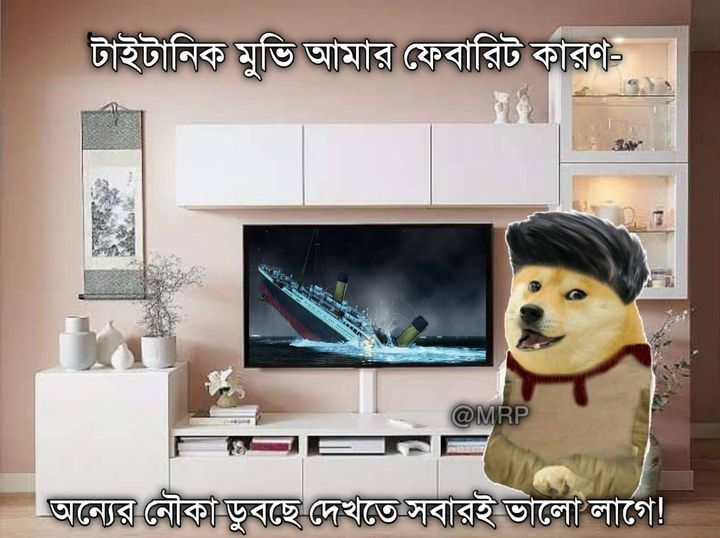 টাইটানিক মুভি আমার ফেবারিট কারণ-
@MRP
অন্যের নৌকা ডুবছে দেখতে সবারই ভালো লাগে!